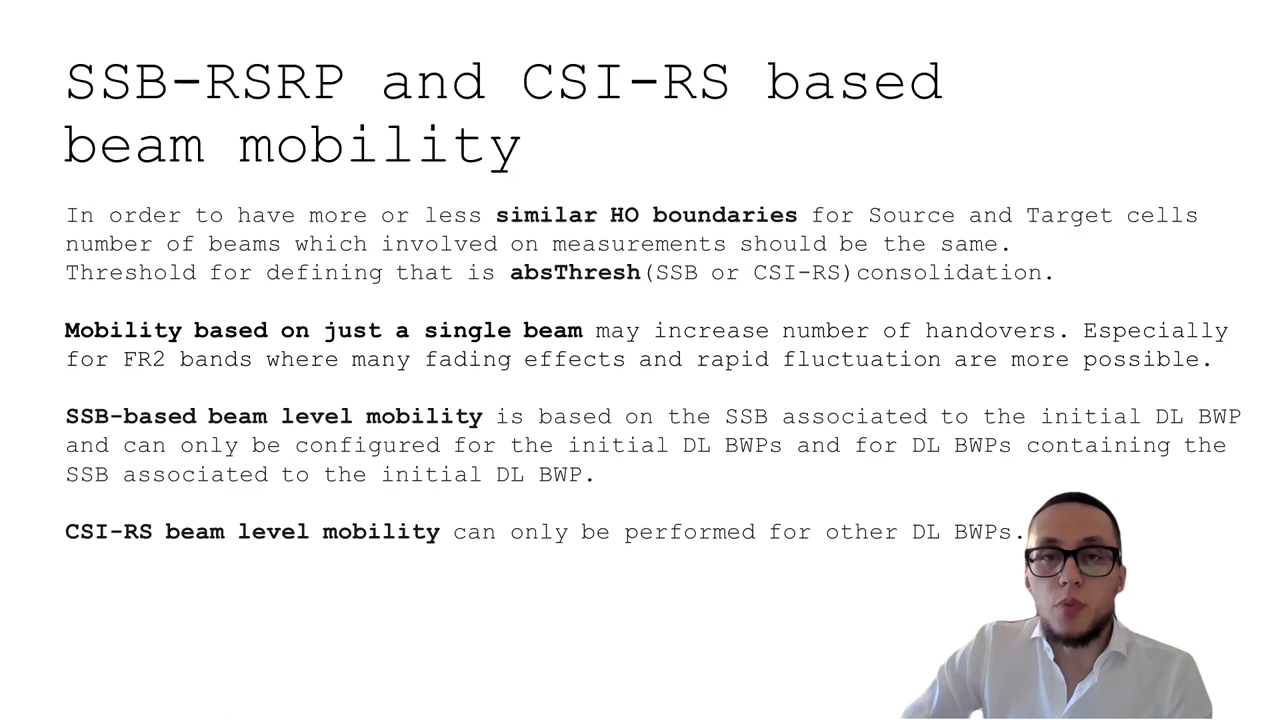 SSB-RSRP and CSI-RS based
beam mobility
In order to have more or less similar HO boundaries for Source and Target cells
number of beams which involved on measurements should be the same.
Threshold for defining that is absThresh(SSB or CSI-RS)consolidation.
Mobility based on just a single beam may increase number of handovers. Especially
for FR2 bands where many fading effects and rapid fluctuation are more possible.
SSB-based beam level mobility is based on the SSB associated to the initial DL BWP
and can only be configured for the initial DL BWPs and for DL BWPs containing the
SSB associated to the initial DL BWP.
CSI-RS beam level mobility can only be performed for other DL BWPs.